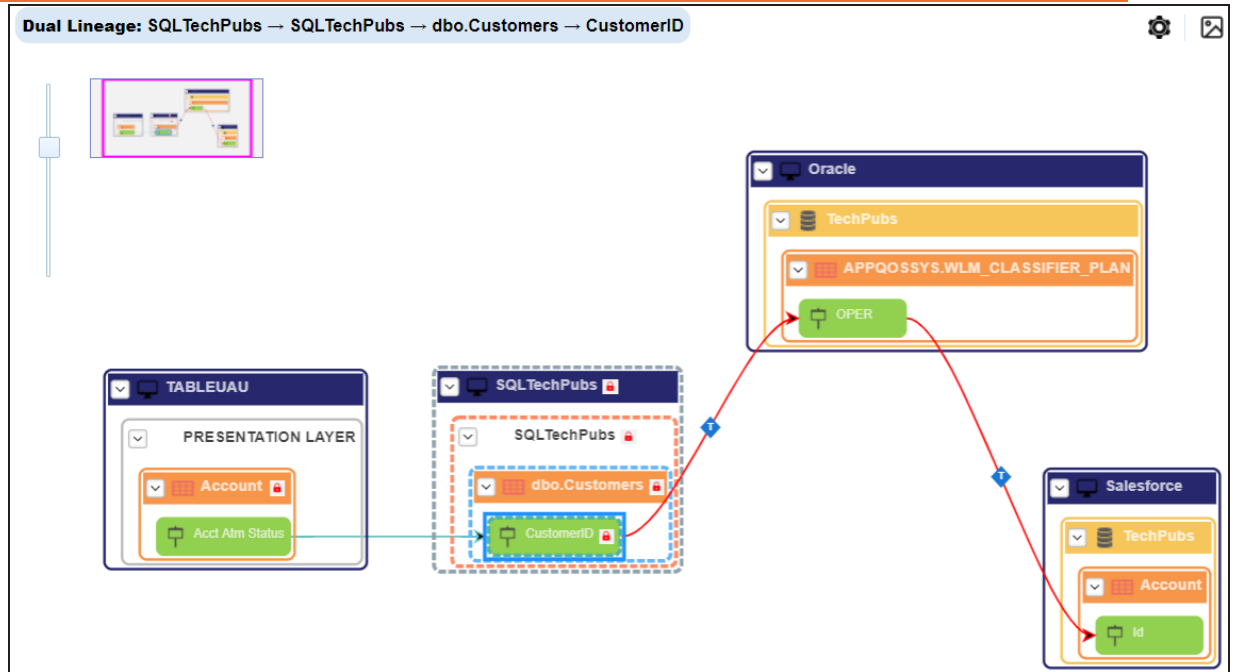 Dual Lineage: SQLTechPubs → SQLTechPubs → dbo.Customers → CustomerID
Oracle
TechPubs
APPQOSSYS.WLM_CLASSIFIER_PLAN
OPER
TABLEUAU
PRESENTATION LAYER
Account
Acct Atm Status
SQLTechPubs
SQLTechPubs
dbo.Customers
CustomerID
T
T
Salesforce
TechPubs
Account
Id